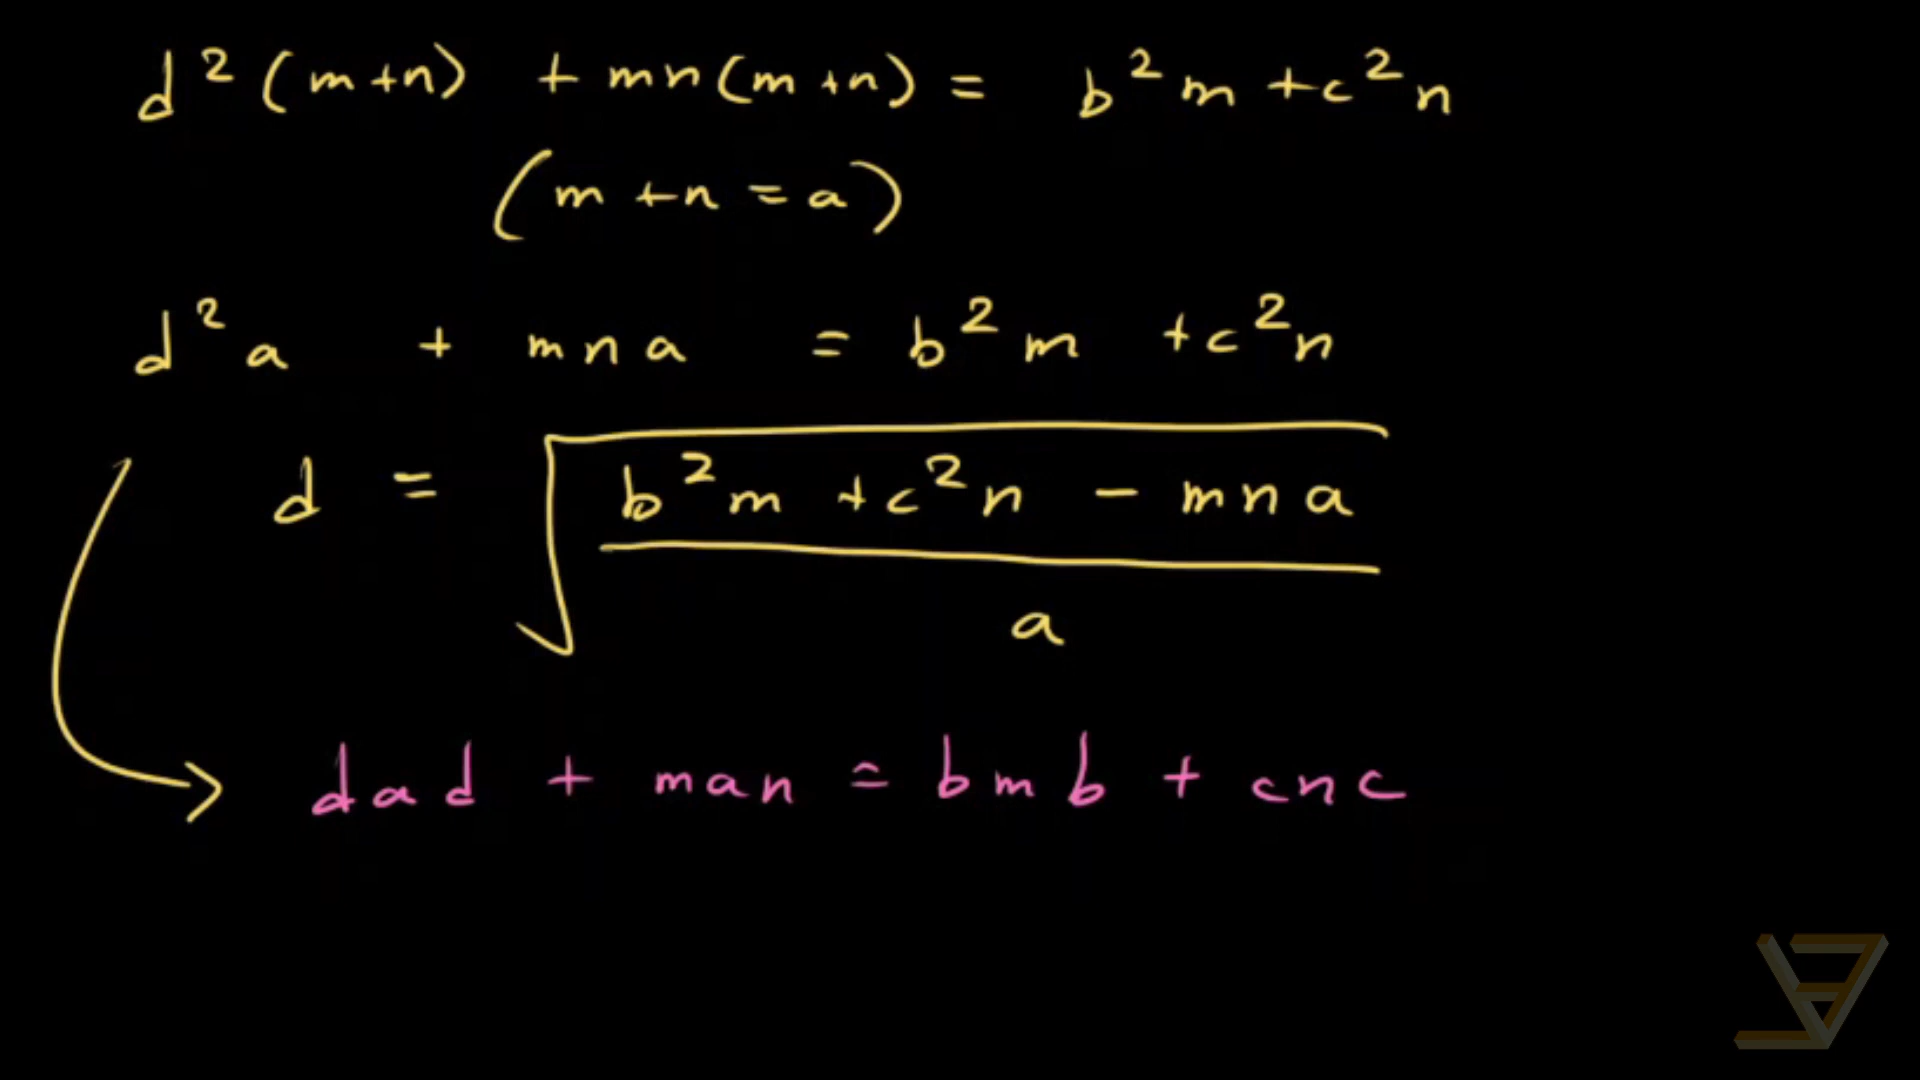 d²(m+n) + mn(m+n) = b²m + c²n
(m+n=a)
d²a + mna = b²m + c²n
d = √((b²m + c²n - mna)/a)
dad + man = bmb + cnc